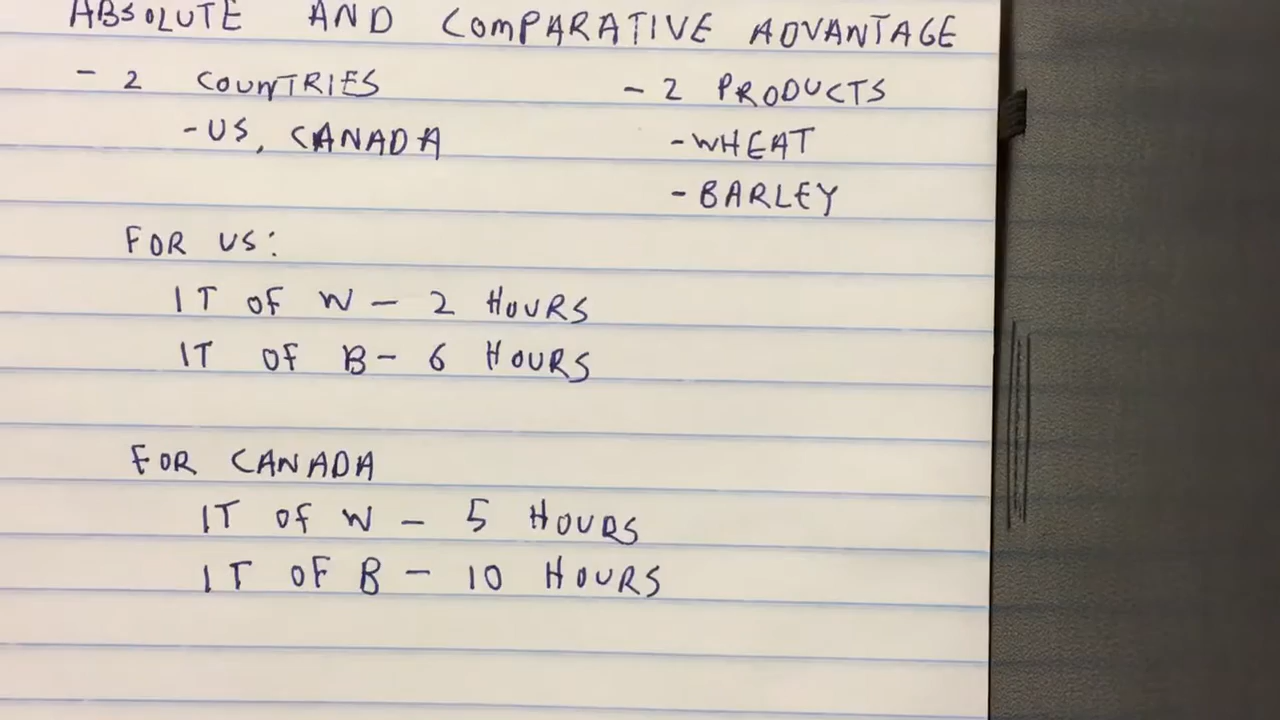 ABSOLUTE AND COMPARATIVE ADVANTAGE
- 2 COUNTRIES
- US, CANADA
- 2 PRODUCTS
- WHEAT
- BARLEY
FOR US:
1T OF W - 2 HOURS
1T OF B - 6 HOURS
FOR CANADA
1T OF W - 5 HOURS
1T OF B - 10 HOURS